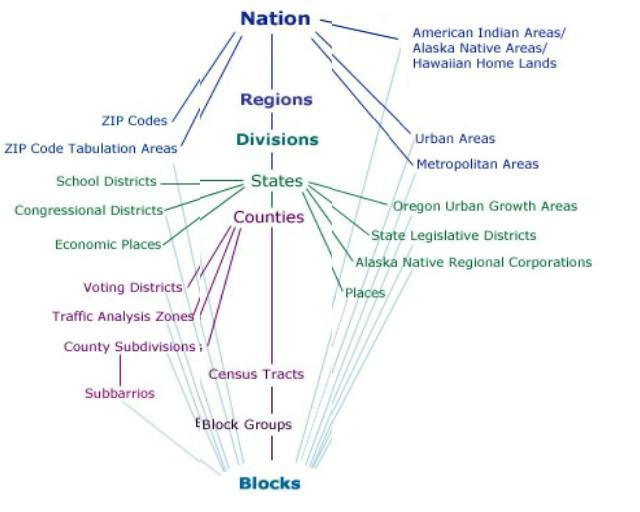 Nation
American Indian Areas/
Alaska Native Areas/
Hawaiian Home Lands
Regions
ZIP Codes
Divisions
Urban Areas
ZIP Code Tabulation Areas
Metropolitan Areas
School Districts
States
Congressional Districts
Oregon Urban Growth Areas
Counties
Economic Places
State Legislative Districts
Alaska Native Regional Corporations
Voting Districts
Places
Traffic Analysis Zones
County Subdivisions
Census Tracts
Subbarrios
Block Groups
Blocks